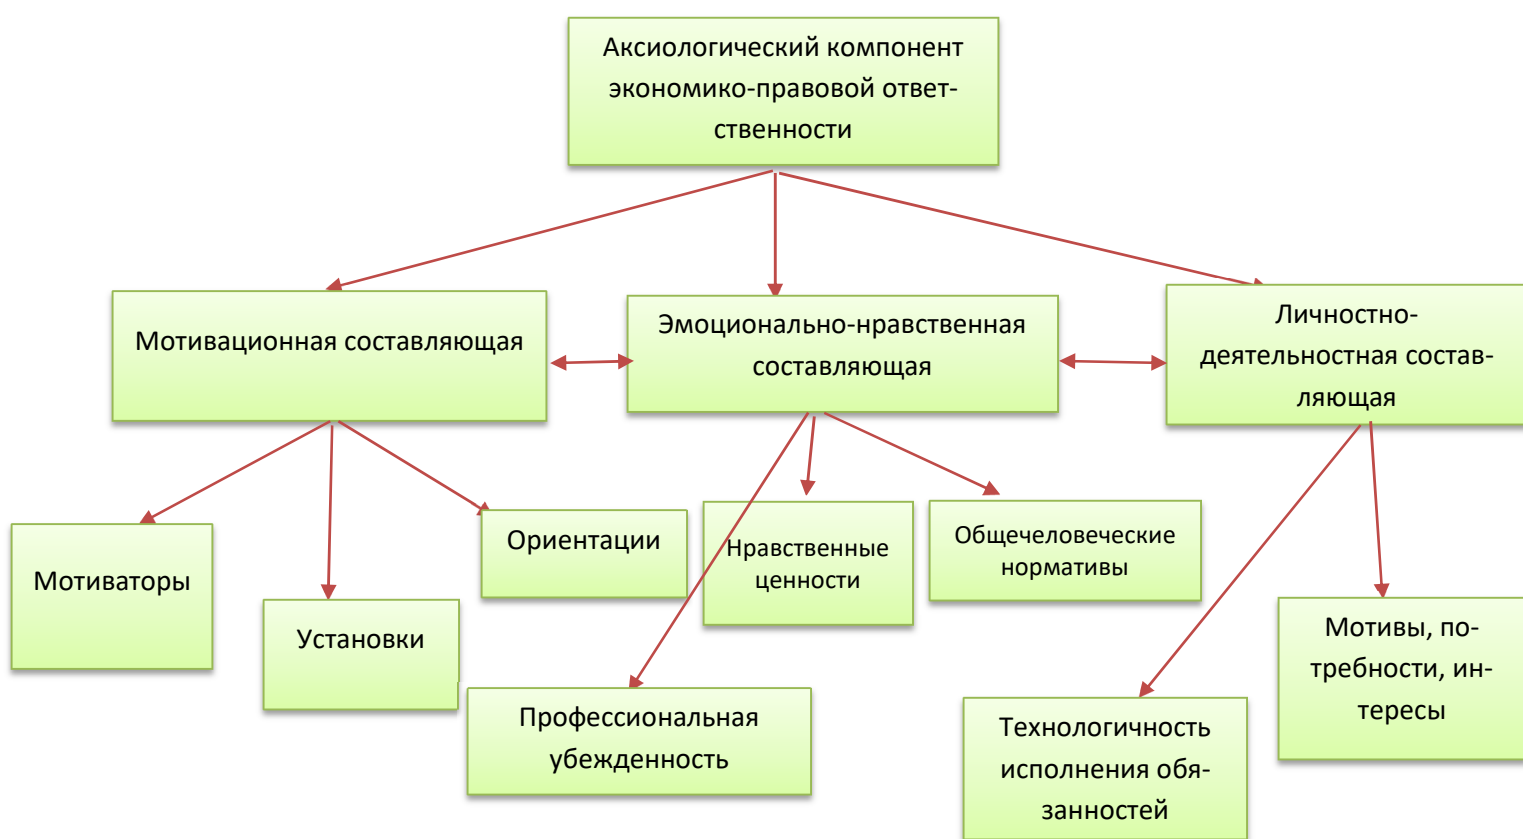 Аксиологический компонент
экономико-правовой ответ-
ственности
Мотивационная составляющая
Эмоционально-нравственная
составляющая
Личностно-
деятельностная состав-
ляющая
Мотиваторы
Установки
Ориентации
Нравственные
ценности
Общечеловеческие
нормативы
Профессиональная
убежденность
Технологичность
исполнения обя-
занностей
Мотивы, по-
требности, ин-
тересы